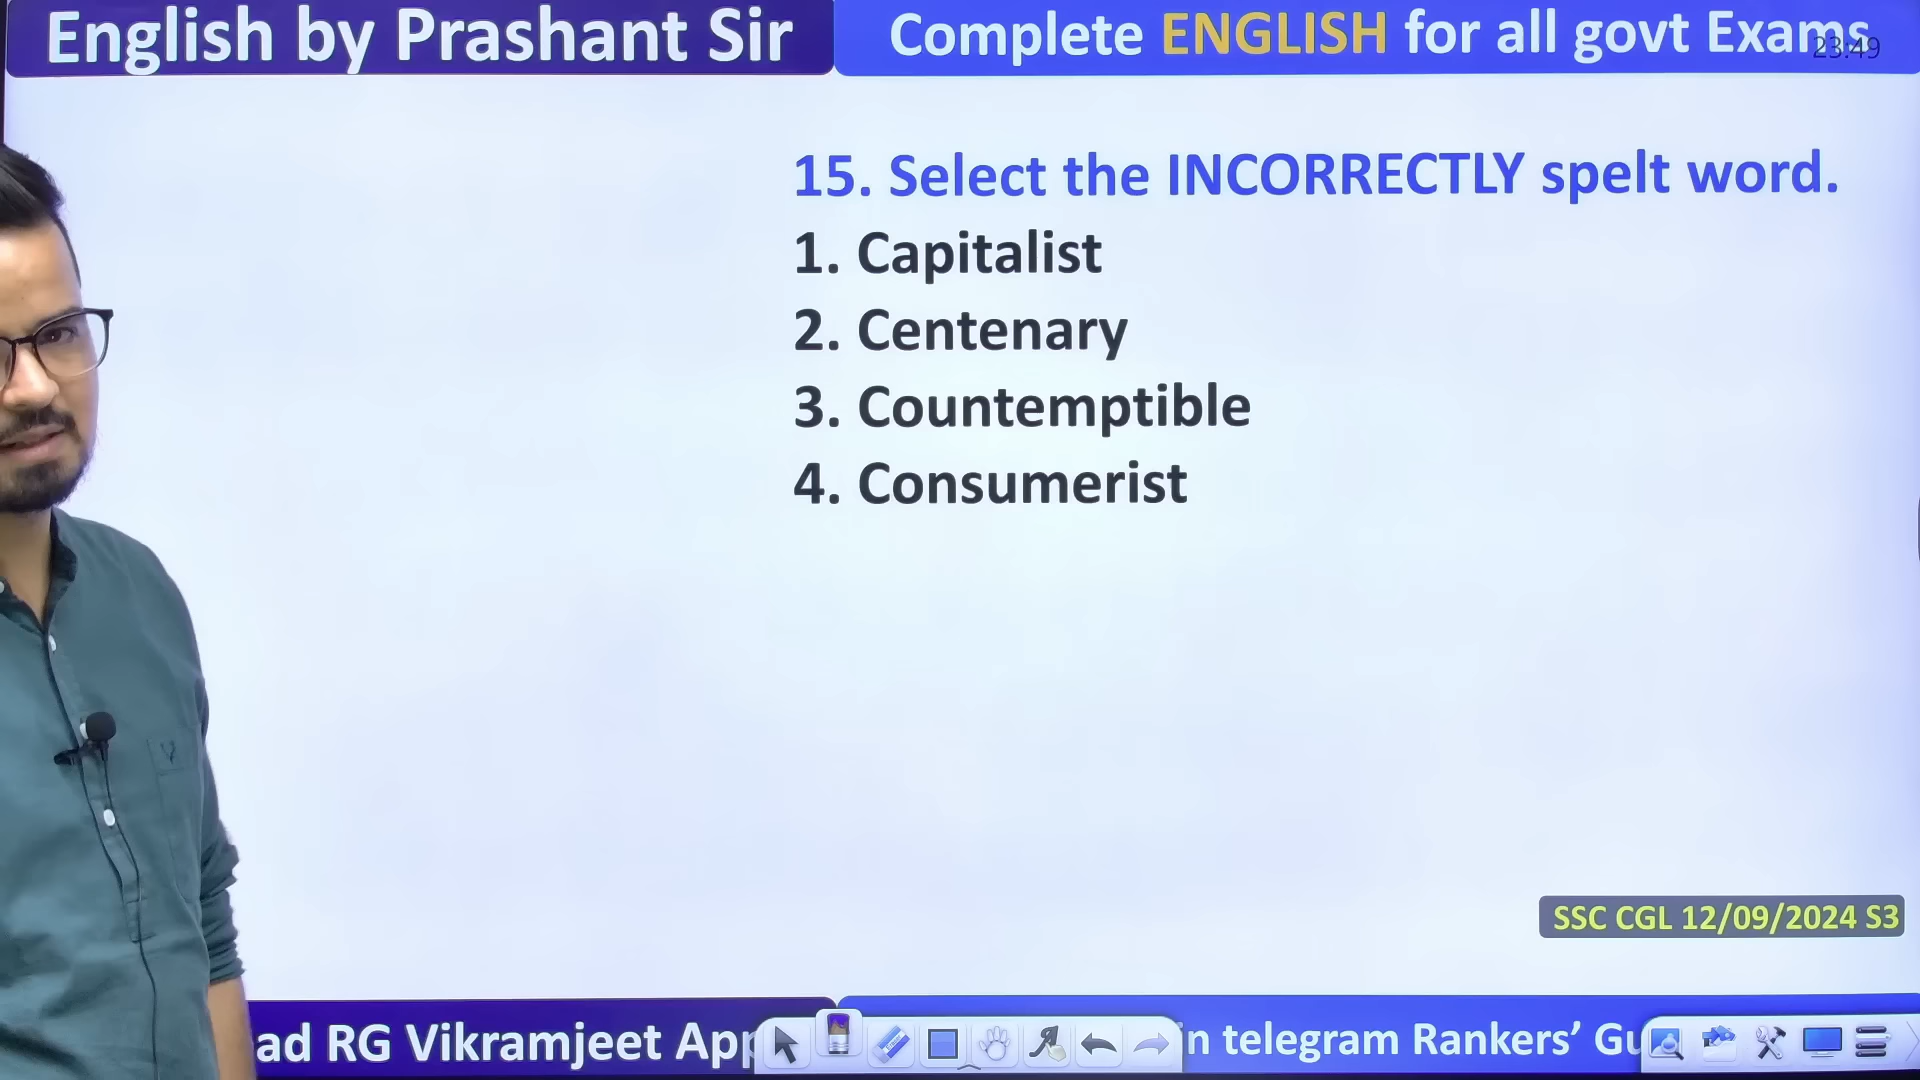 English by Prashant Sir
Complete ENGLISH for all govt Exams
23:49
15. Select the INCORRECTLY spelt word.
1. Capitalist
2. Centenary
3. Countemptible
4. Consumerist
SSC CGL 12/09/2024 S3
ad RG Vikramjeet App
in telegram Rankers’ Gu